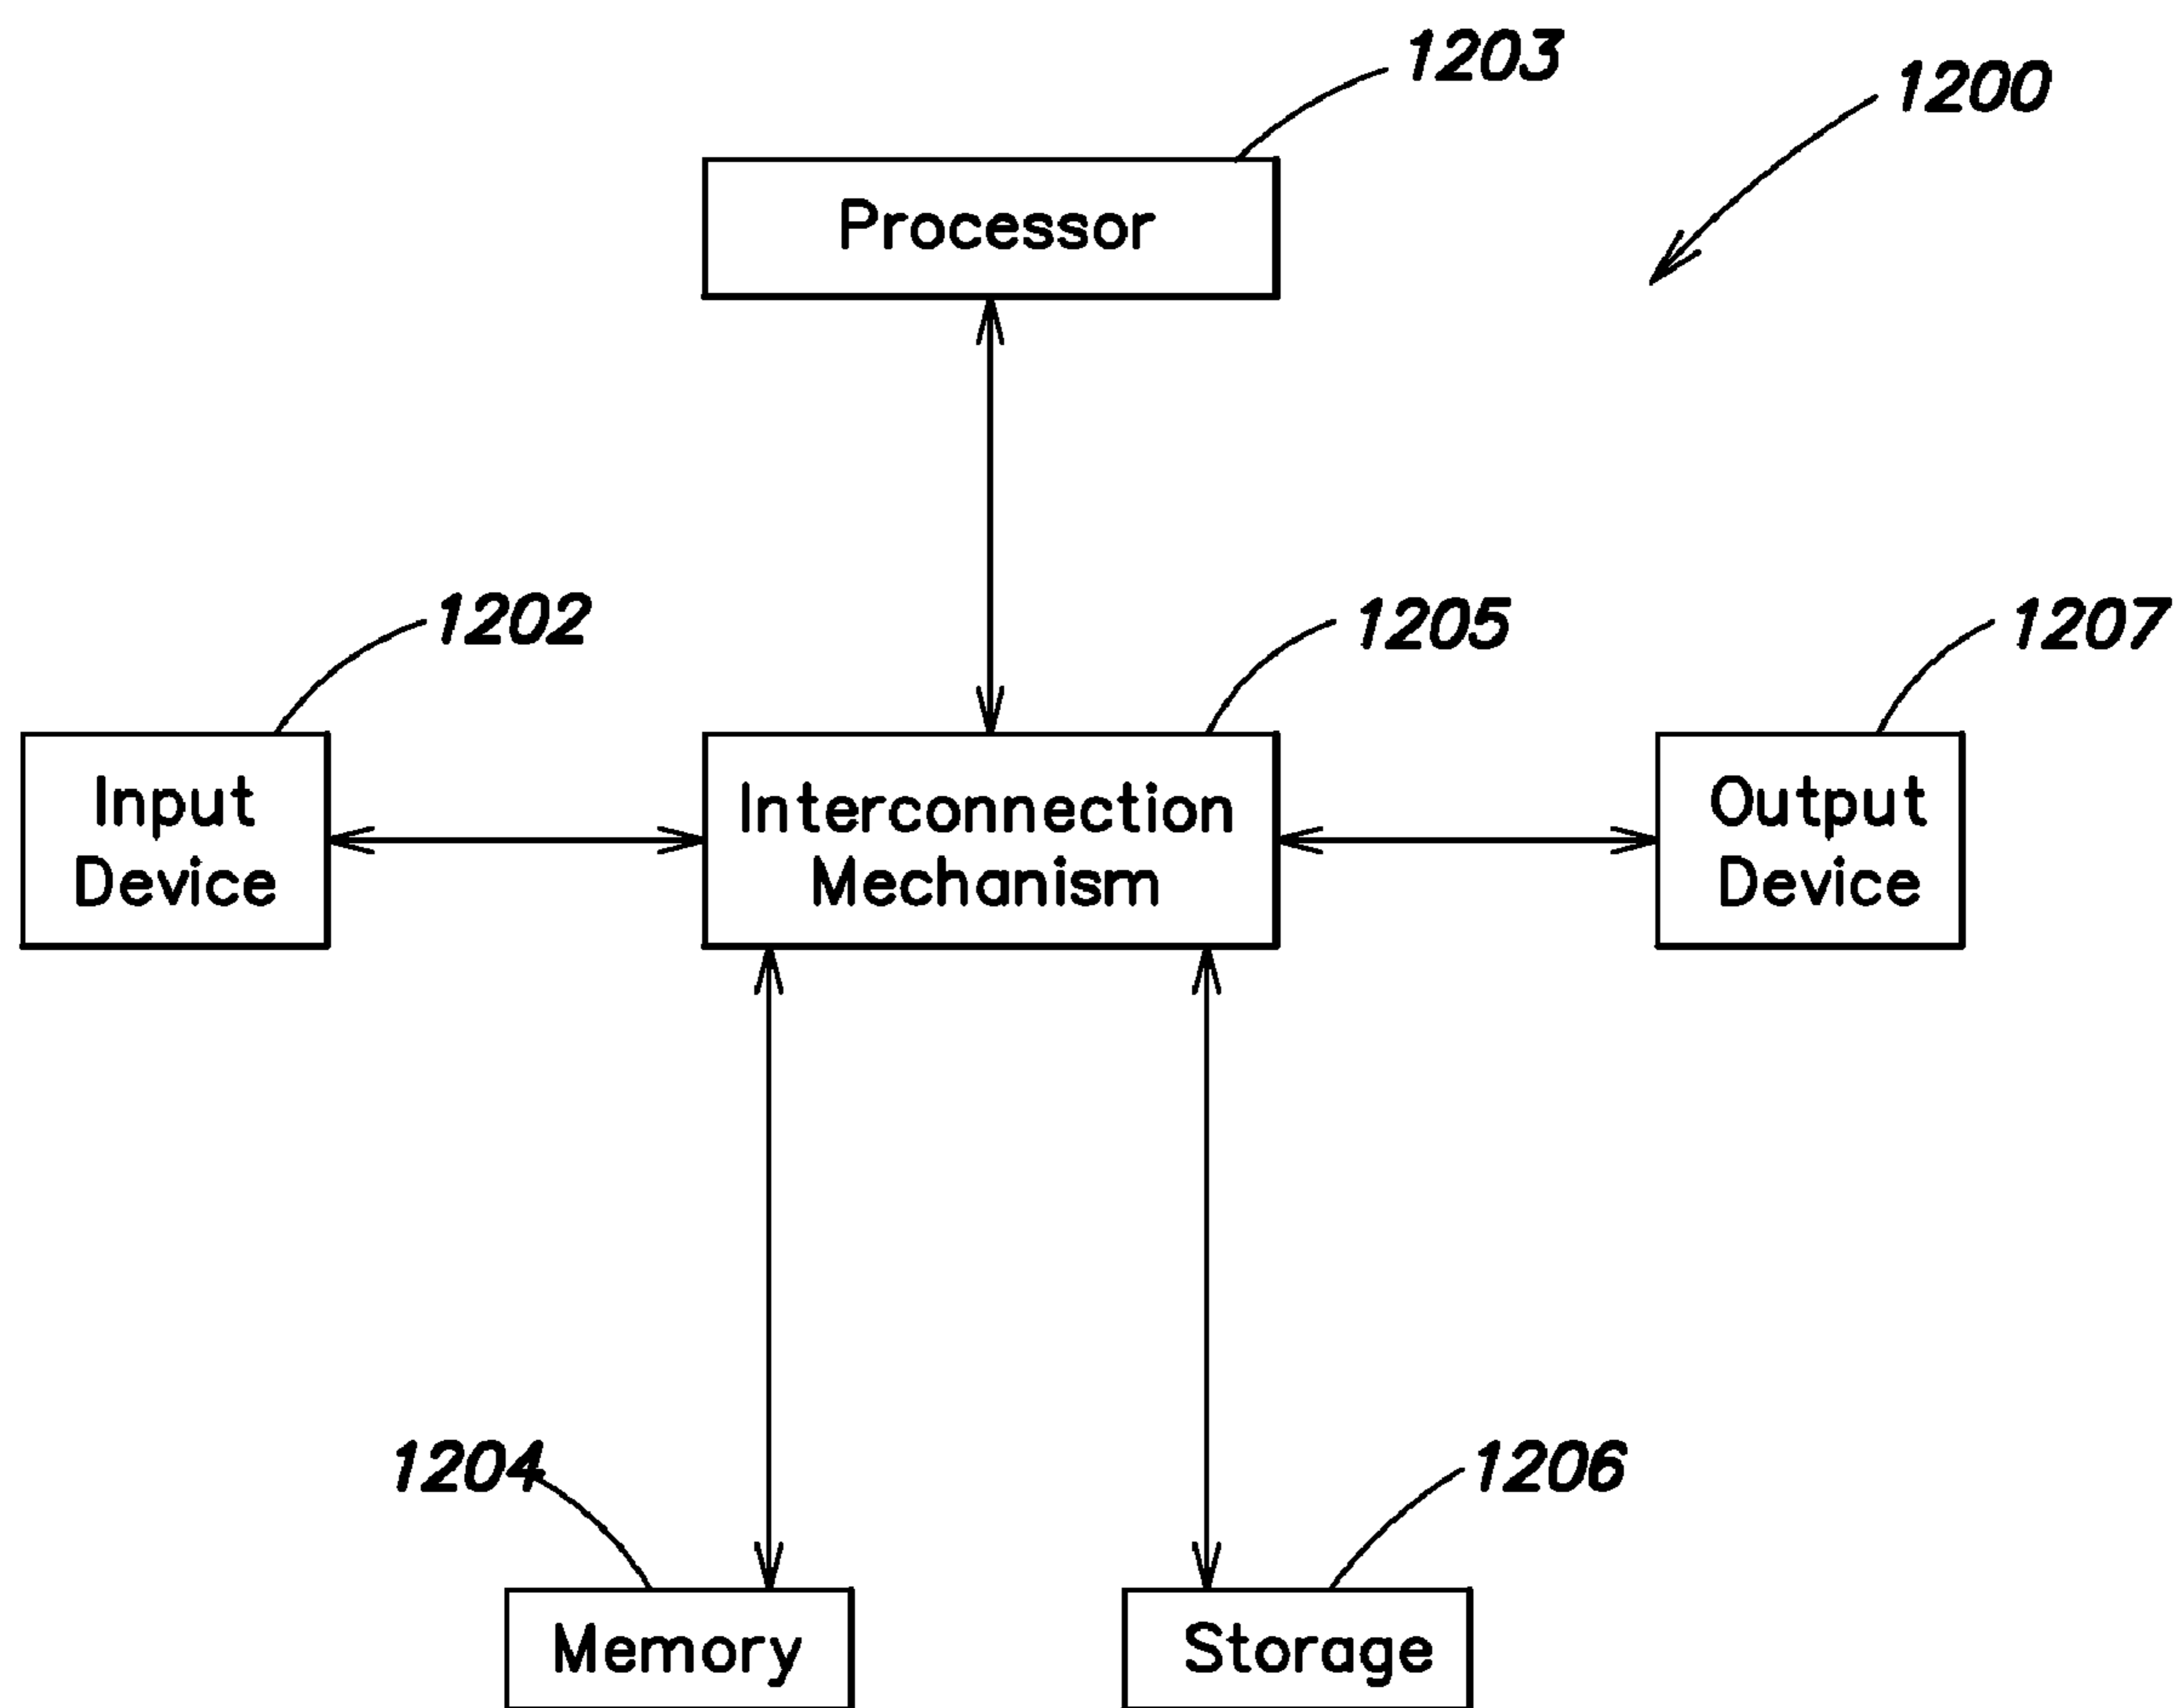 1203
1200
Processor
1202
1205
1207
Input
Device
Interconnection
Mechanism
Output
Device
1204
1206
Memory
Storage